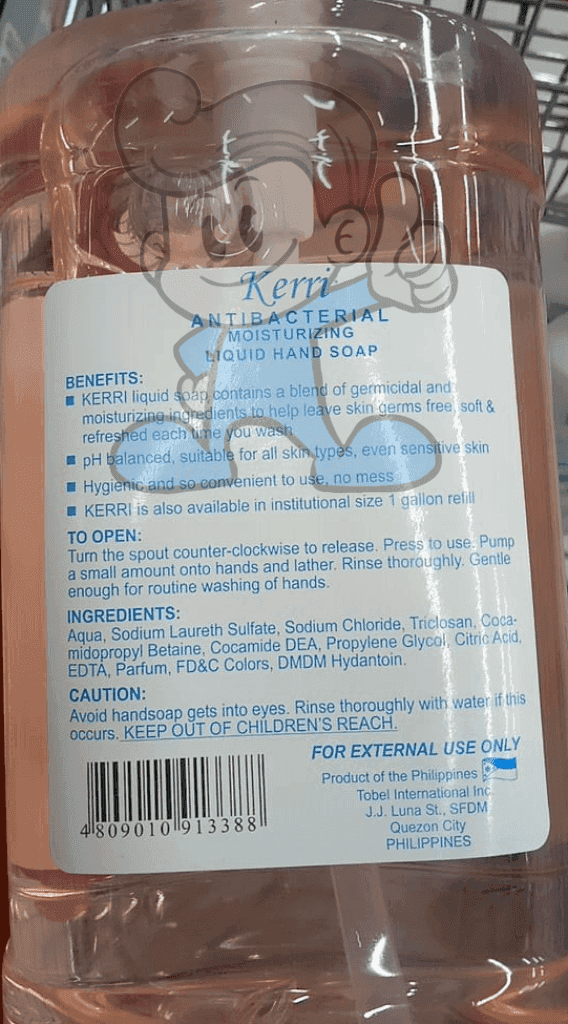 Kerri
ANTIBACTERIAL
MOISTURIZING
LIQUID HAND SOAP
BENEFITS:
■ KERRI liquid soap contains a blend of germicidal and
moisturizing ingredients to help leave skin germs free, soft &
refreshed each time you wash
■ pH balanced, suitable for all skin types, even sensitive skin
■ Hygienic and so convenient to use, no mess
■ KERRI is also available in institutional size 1 gallon refill
TO OPEN:
Turn the spout counter-clockwise to release. Press to use. Pump
a small amount onto hands and lather. Rinse thoroughly. Gentle
enough for routine washing of hands.
INGREDIENTS:
Aqua, Sodium Laureth Sulfate, Sodium Chloride, Triclosan, Coca-
midopropyl Betaine, Cocamide DEA, Propylene Glycol, Citric Acid,
EDTA, Parfum, FD&C Colors, DMDM Hydantoin.
CAUTION:
Avoid handsoap gets into eyes. Rinse thoroughly with water if this
occurs. KEEP OUT OF CHILDREN'S REACH.
FOR EXTERNAL USE ONLY
Product of the Philippines
Tobel International Inc.
J.J. Luna St., SFDM
Quezon City
PHILIPPINES
4809010913388